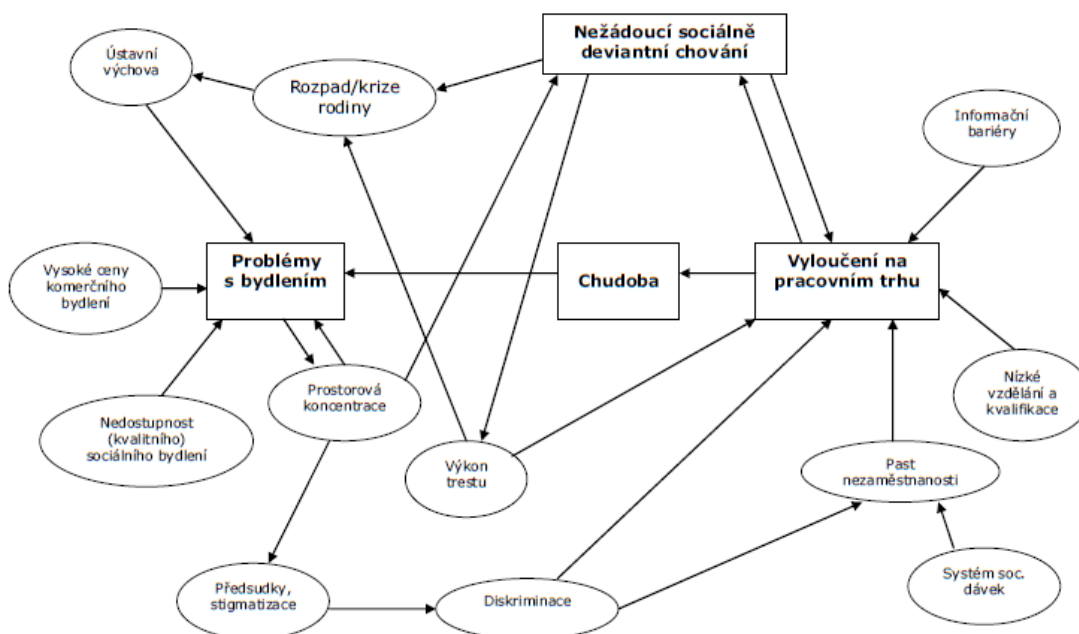 Nežádoucí sociálně
deviantní chování
Ústavní
výchova
Rozpad/krize
rodiny
Informační
bariéry
Problémy
s bydlením
Chudoba
Vyloučení na
pracovním trhu
Vysoké ceny
komerčního
bydlení
Prostorová
koncentrace
Nízké
vzdělání a
kvalifikace
Nedostupnost
(kvalitního)
sociálního bydlení
Výkon
trestu
Past
nezaměstnanosti
Předsudky,
stigmatizace
Diskriminace
Systém soc.
dávek